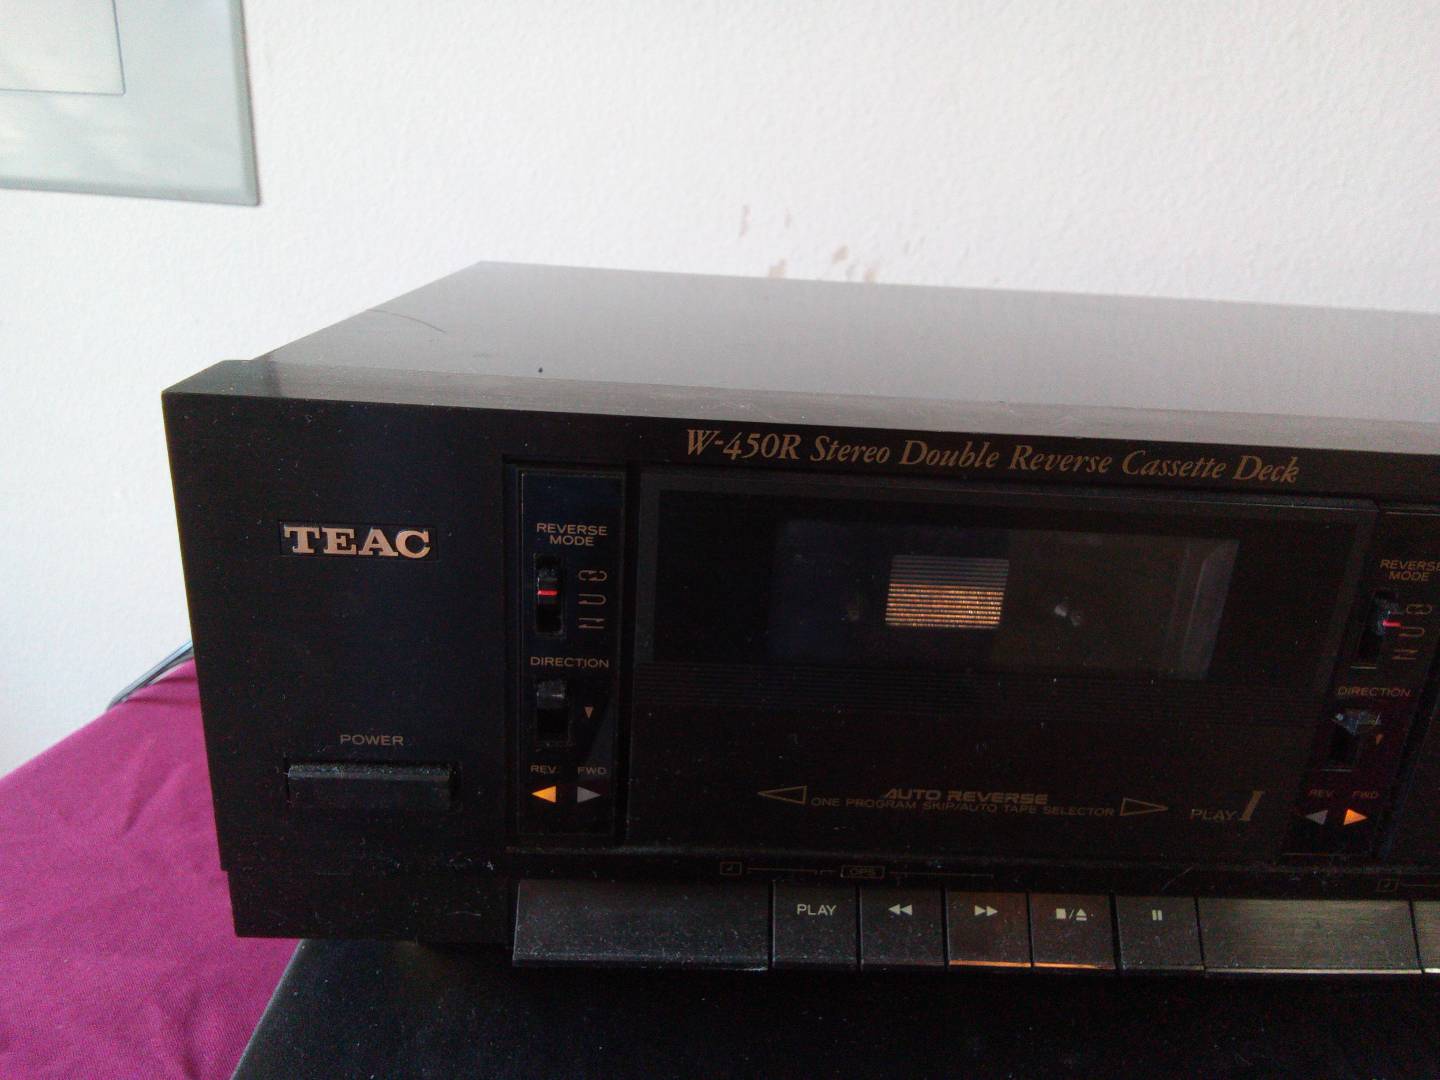 W-450R Stereo Double Reverse Cassette Deck
TEAC
REVERSE
MODE
DIRECTION
REV. FWD
POWER
AUTO REVERSE
ONE PROGRAM SKIP/AUTO TAPE SELECTOR
PLAY I
REVERSE
MODE
DIRECTION
REV. FWD
CPS
PLAY